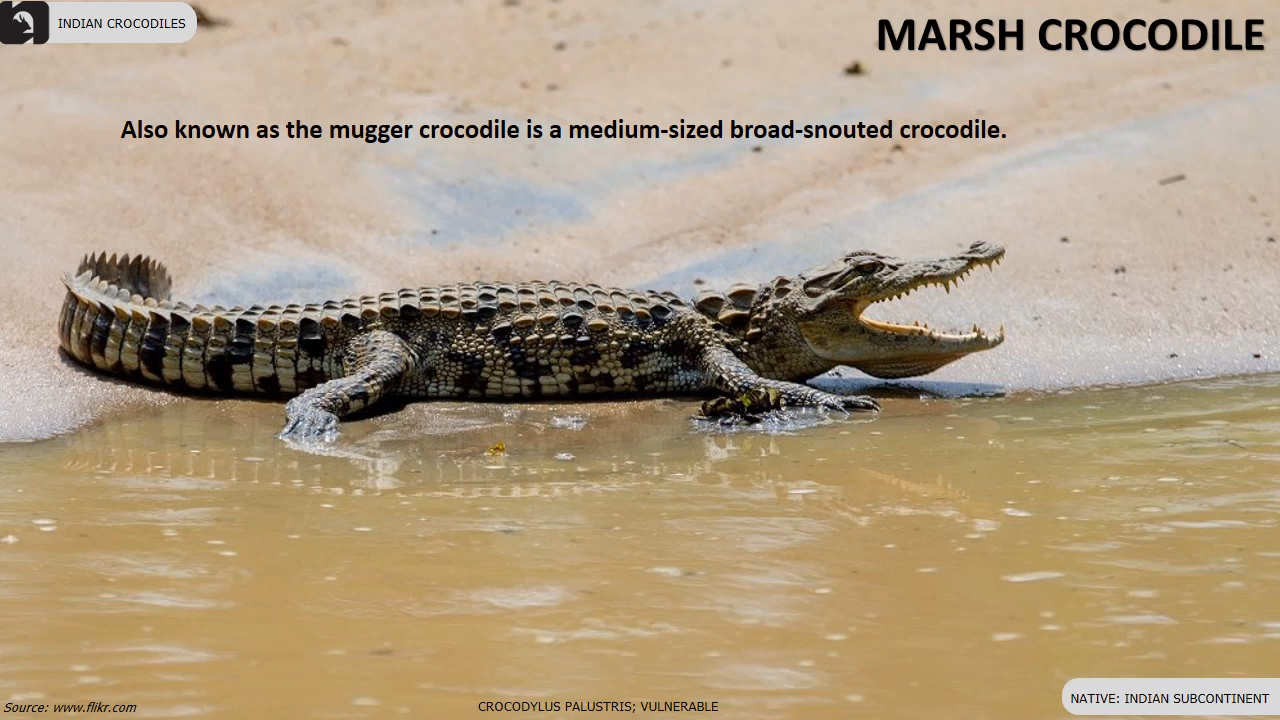 INDIAN CROCODILES
MARSH CROCODILE
Also known as the mugger crocodile is a medium-sized broad-snouted crocodile.
Source: www.flikr.com
CROCODYLUS PALUSTRIS; VULNERABLE
NATIVE: INDIAN SUBCONTINENT